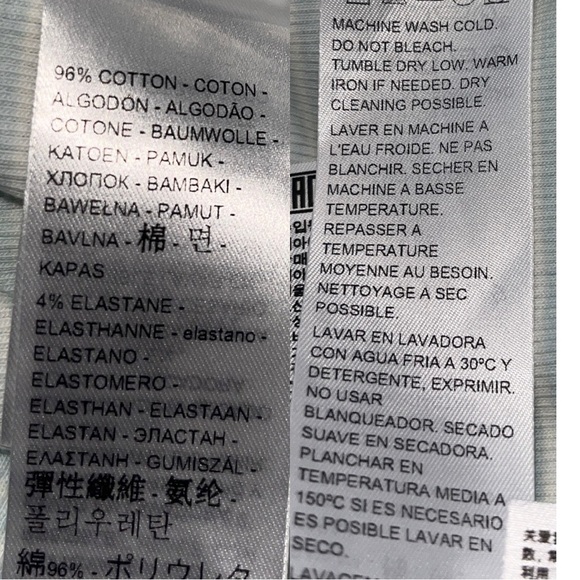 96% COTTON - COTON -
ALGODÓN - ALGODÃO -
COTONE - BAUMWOLLE -
KATOEN - PAMUK -
ХЛОПОК - BAMBAKI -
BAWEŁNA - PAMUT -
BAVLNA - 棉 - 면 -
KAPAS
4% ELASTANE -
ELASTHANNE - elastano -
ELASTANO -
ELASTOMERO -
ELASTHAN - ELASTAAN -
ELASTAN - ЭЛАСТАН -
ΕΛΑΣΤΑΝΗ - GUMISZÁL -
彈性纖維 - 氨纶 -
폴리우레탄
綿96% - ポリウレタ
MACHINE WASH COLD.
DO NOT BLEACH.
TUMBLE DRY LOW. WARM
IRON IF NEEDED. DRY
CLEANING POSSIBLE.
LAVER EN MACHINE A
L'EAU FROIDE. NE PAS
BLANCHIR. SECHER EN
MACHINE A BASSE
TEMPERATURE.
REPASSER A
TEMPERATURE
MOYENNE AU BESOIN.
NETTOYAGE A SEC
POSSIBLE.
LAVAR EN LAVADORA
CON AGUA FRIA A 30ºC Y
DETERGENTE, EXPRIMIR.
NO USAR
BLANQUEADOR. SECADO
SUAVE EN SECADORA.
PLANCHAR EN
TEMPERATURA MEDIA A
150ºC SI ES NECESARIO
ES POSIBLE LAVAR EN
SECO.